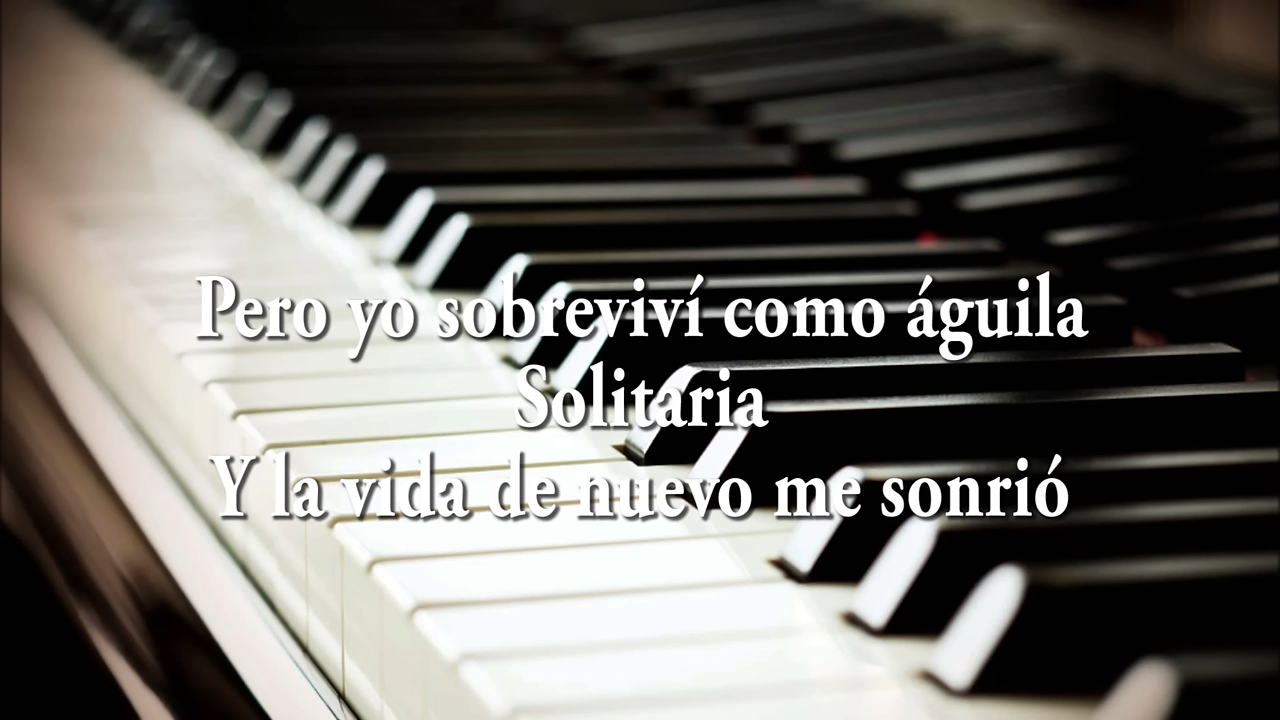 Pero yo sobreviví como águila
Solitaria
Y la vida de nuevo me sonrió